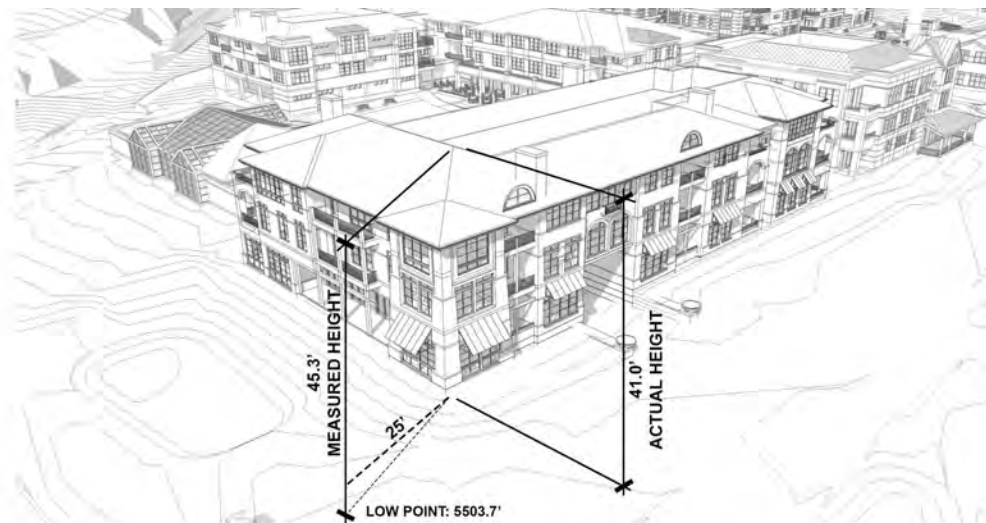 45.3'
MEASURED HEIGHT
25'
LOW POINT: 5503.7'
41.0'
ACTUAL HEIGHT